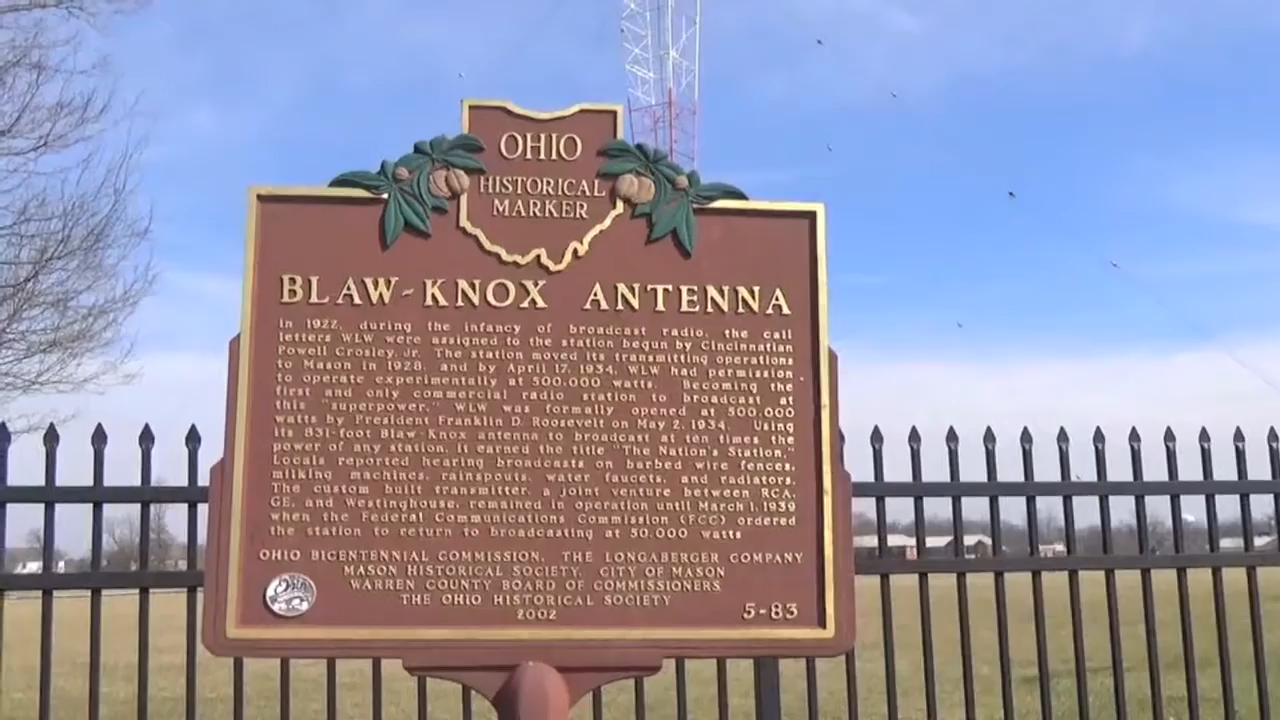 OHIO
HISTORICAL
MARKER
BLAW-KNOX ANTENNA
In 1922, during the infancy of broadcast radio, the call
letters WLW were assigned to the station begun by Cincinnatian
Powell Crosley, Jr. The station moved its transmitting operations
to Mason in 1928, and by April 17, 1934, WLW had permission
to operate experimentally at 500,000 watts. Becoming the
first and only commercial radio station to broadcast at
this "superpower," WLW was formally opened at 500,000
watts by President Franklin D. Roosevelt on May 2, 1934. Using
its 831-foot Blaw-Knox antenna to broadcast at ten times the
power of any station, it earned the title "The Nation's Station."
Locals reported hearing broadcasts on barbed wire fences,
milking machines, rainspouts, water faucets, and radiators.
The custom built transmitter, a joint venture between RCA,
GE, and Westinghouse, remained in operation until March 1, 1939
when the Federal Communications Commission (FCC) ordered
the station to return to broadcasting at 50,000 watts
OHIO BICENTENNIAL COMMISSION, THE LONGABERGER COMPANY
MASON HISTORICAL SOCIETY, CITY OF MASON
WARREN COUNTY BOARD OF COMMISSIONERS
THE OHIO HISTORICAL SOCIETY
2002
5-83